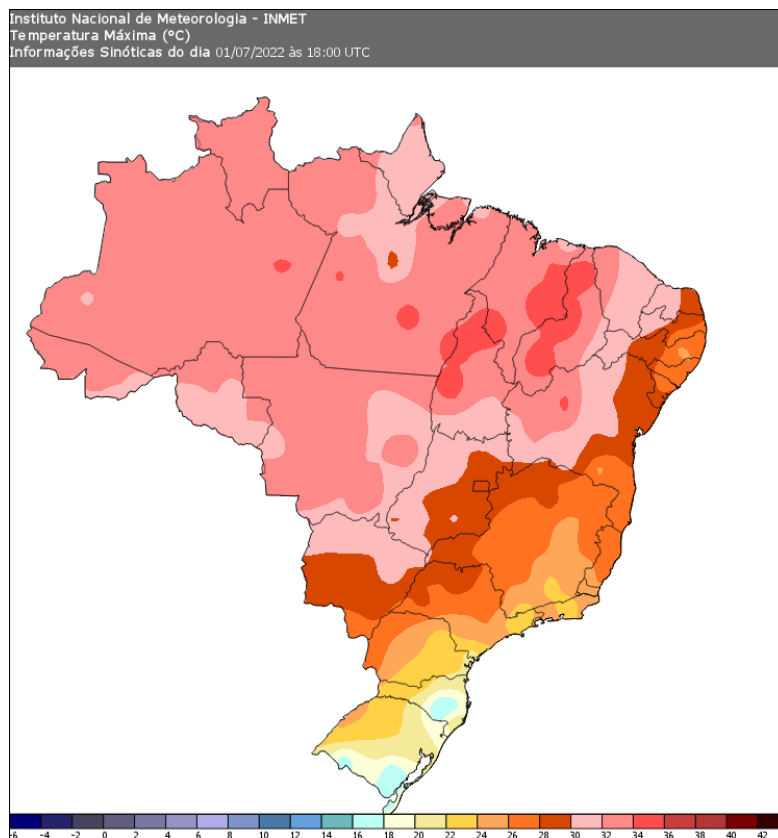 Instituto Nacional de Meteorologia - INMET
Temperatura Máxima (°C)
Informações Sinóticas do dia 01/07/2022 às 18:00 UTC
-6 -4 -2 0 2 4 6 8 10 12 14 16 18 20 22 24 26 28 30 32 34 36 38 40 42